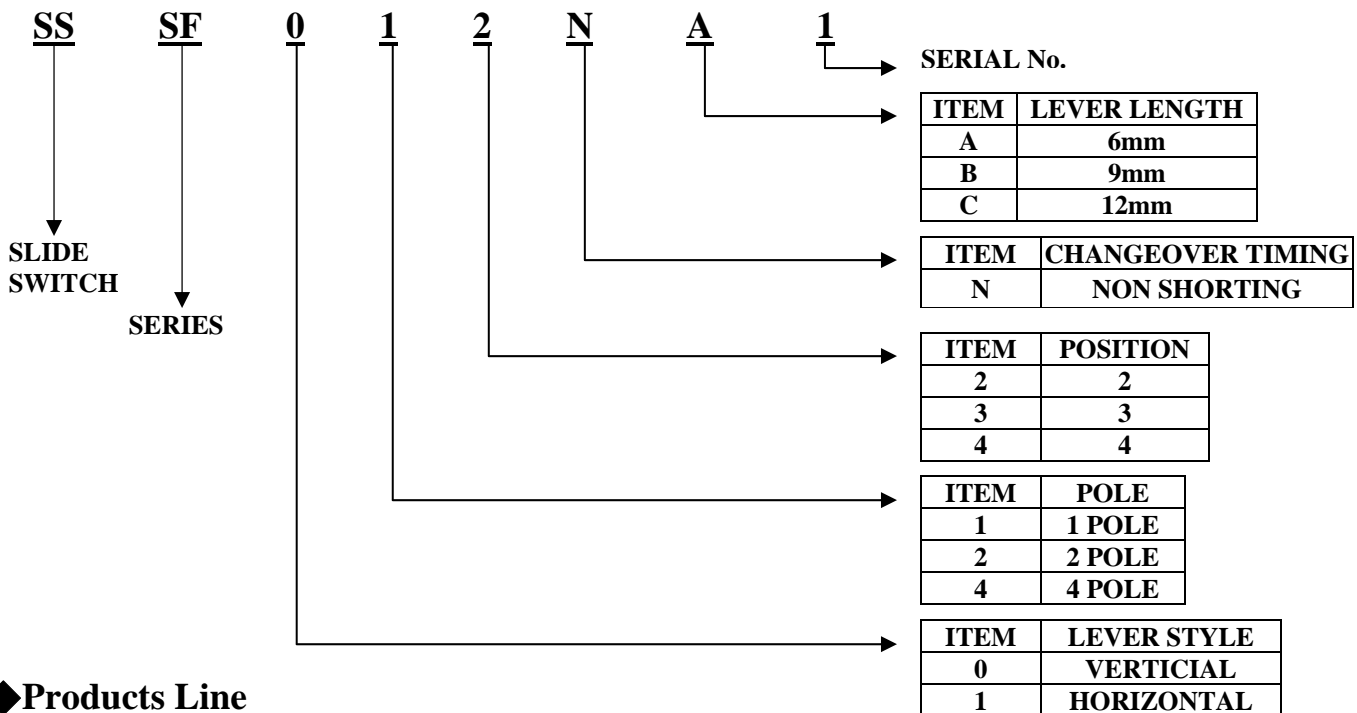 SS SF 0 1 2 N A 1
SERIAL No.
ITEM LEVER LENGTH
A 6mm
B 9mm
C 12mm
SLIDE
SWITCH
SERIES
ITEM CHANGEOVER TIMING
N NON SHORTING
ITEM POSITION
2 2
3 3
4 4
ITEM POLE
1 1 POLE
2 2 POLE
4 4 POLE
ITEM LEVER STYLE
0 VERTICIAL
1 HORIZONTAL
◆Products Line